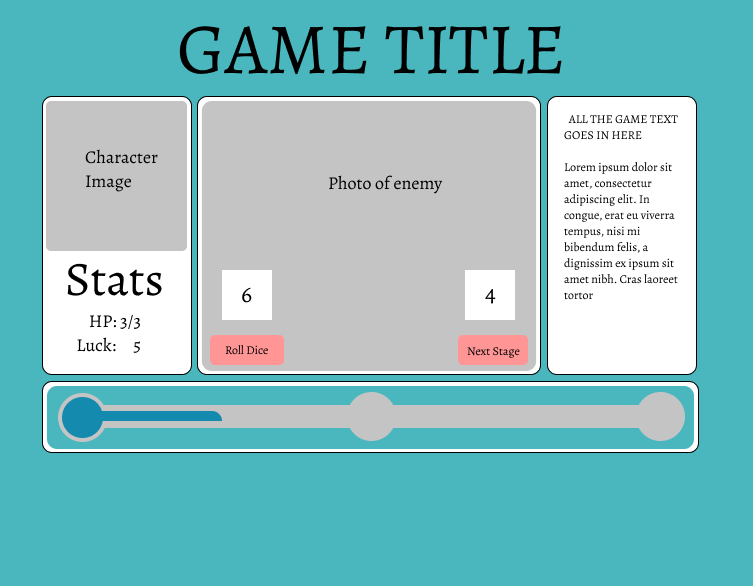 GAME TITLE
Character
Image
Stats
HP: 3/3
Luck: 5
Photo of enemy
6
4
Roll Dice
Next Stage
ALL THE GAME TEXT
GOES IN HERE
Lorem ipsum dolor sit
amet, consectetur
adipiscing elit. In
congue, erat eu viverra
tempus, nisi mi
bibendum felis, a
dignissim ex ipsum sit
amet nibh. Cras laoreet
tortor